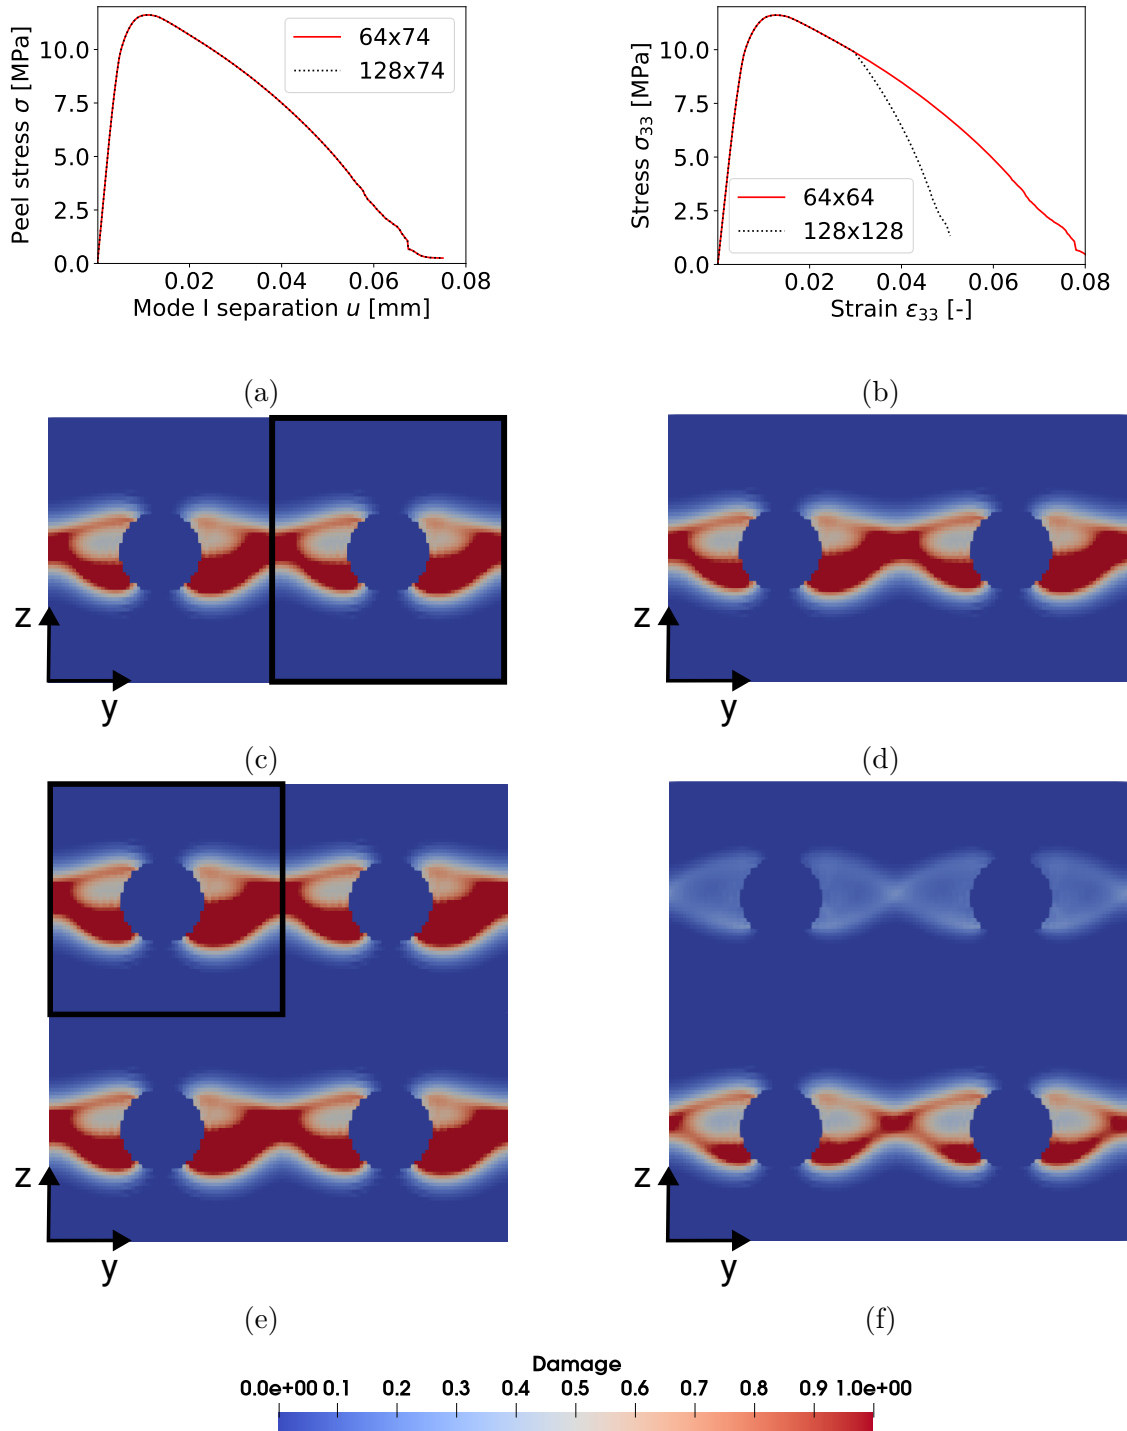 10.0
7.5
5.0
2.5
0.0
Peel stress σ [MPa]
64x74
128x74
0.02 0.04 0.06 0.08
Mode I separation u [mm]
(a)
10.0
7.5
5.0
2.5
0.0
Stress σ33 [MPa]
64x64
128x128
0.02 0.04 0.06 0.08
Strain ε33 [-]
(b)
z
y
(c)
z
y
(d)
z
y
(e)
z
y
(f)
Damage
0.0e+00 0.1 0.2 0.3 0.4 0.5 0.6 0.7 0.8 0.9 1.0e+00